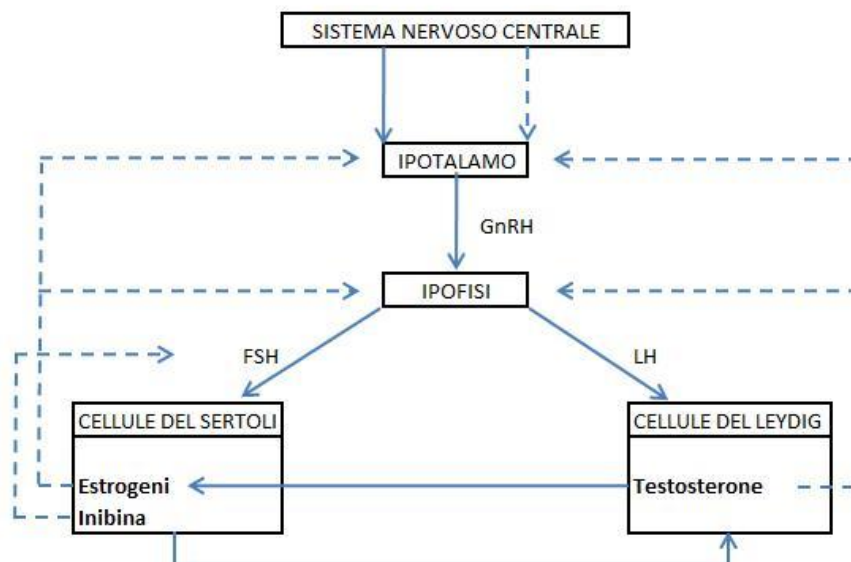 SISTEMA NERVOSO CENTRALE
IPOTALAMO
GnRH
IPOFISI
FSH
LH
CELLULE DEL SERTOLI
CELLULE DEL LEYDIG
Estrogeni
Testosterone
Inibina